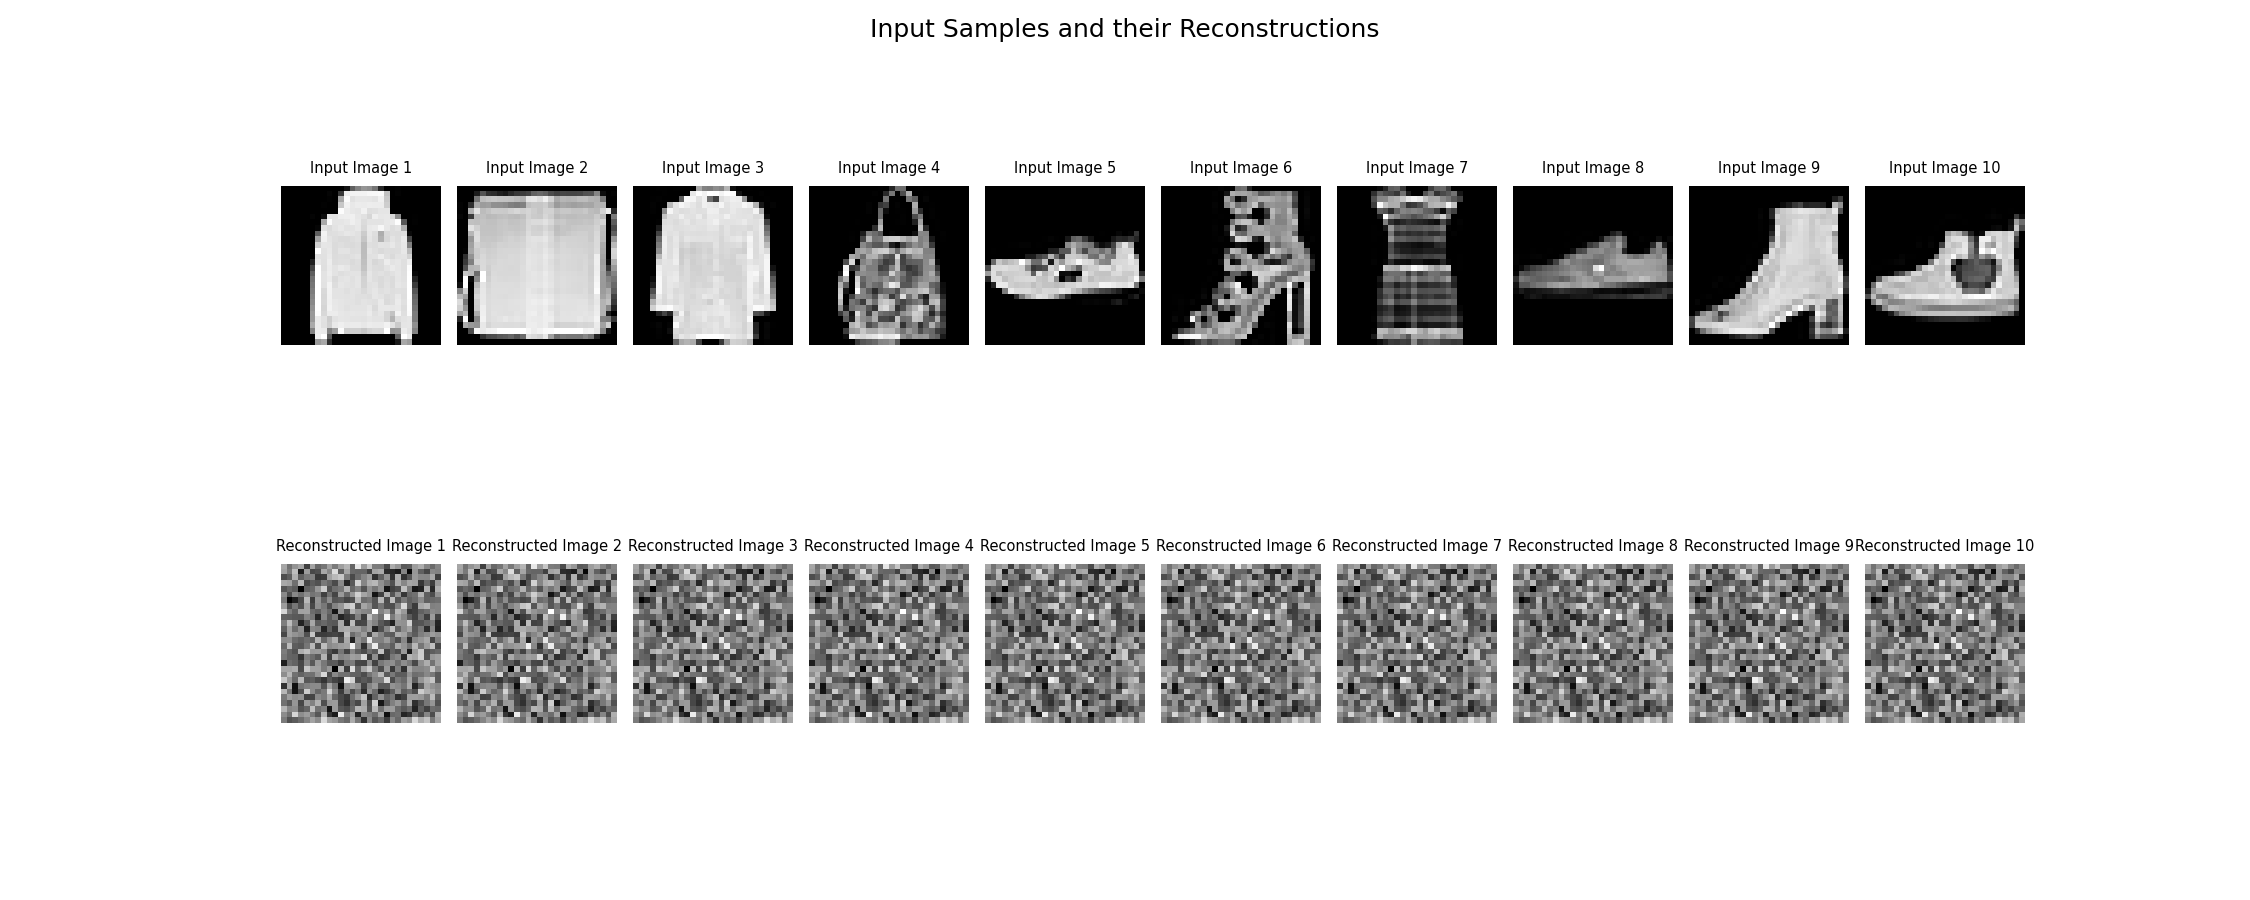 Input Samples and their Reconstructions
Input Image 1 Input Image 2 Input Image 3 Input Image 4 Input Image 5 Input Image 6 Input Image 7 Input Image 8 Input Image 9 Input Image 10
Reconstructed Image 1 Reconstructed Image 2 Reconstructed Image 3 Reconstructed Image 4 Reconstructed Image 5 Reconstructed Image 6 Reconstructed Image 7 Reconstructed Image 8 Reconstructed Image 9 Reconstructed Image 10